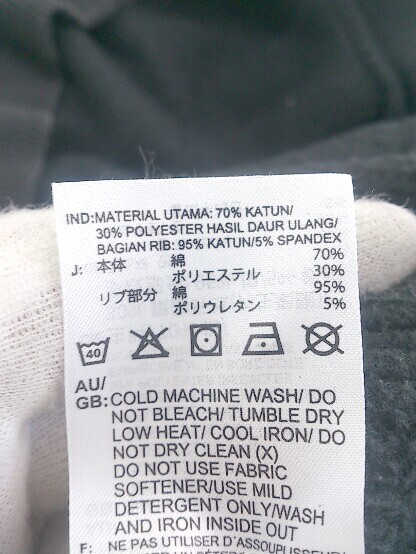 IND:MATERIAL UTAMA: 70% KATUN/
30% POLYESTER HASIL DAUR ULANG/
BAGIAN RIB: 95% KATUN/5% SPANDEX
J: 本体 綿 70%
ポリエステル 30%
リブ部分 綿 95%
ポリウレタン 5%
40
AU/
GB: COLD MACHINE WASH/ DO
NOT BLEACH/ TUMBLE DRY
LOW HEAT/ COOL IRON/ DO
NOT DRY CLEAN (X)
DO NOT USE FABRIC
SOFTENER/USE MILD
DETERGENT ONLY/WASH
AND IRON INSIDE OUT
F: NE PAS UTILISER D'ASSOUPLISSEUR/